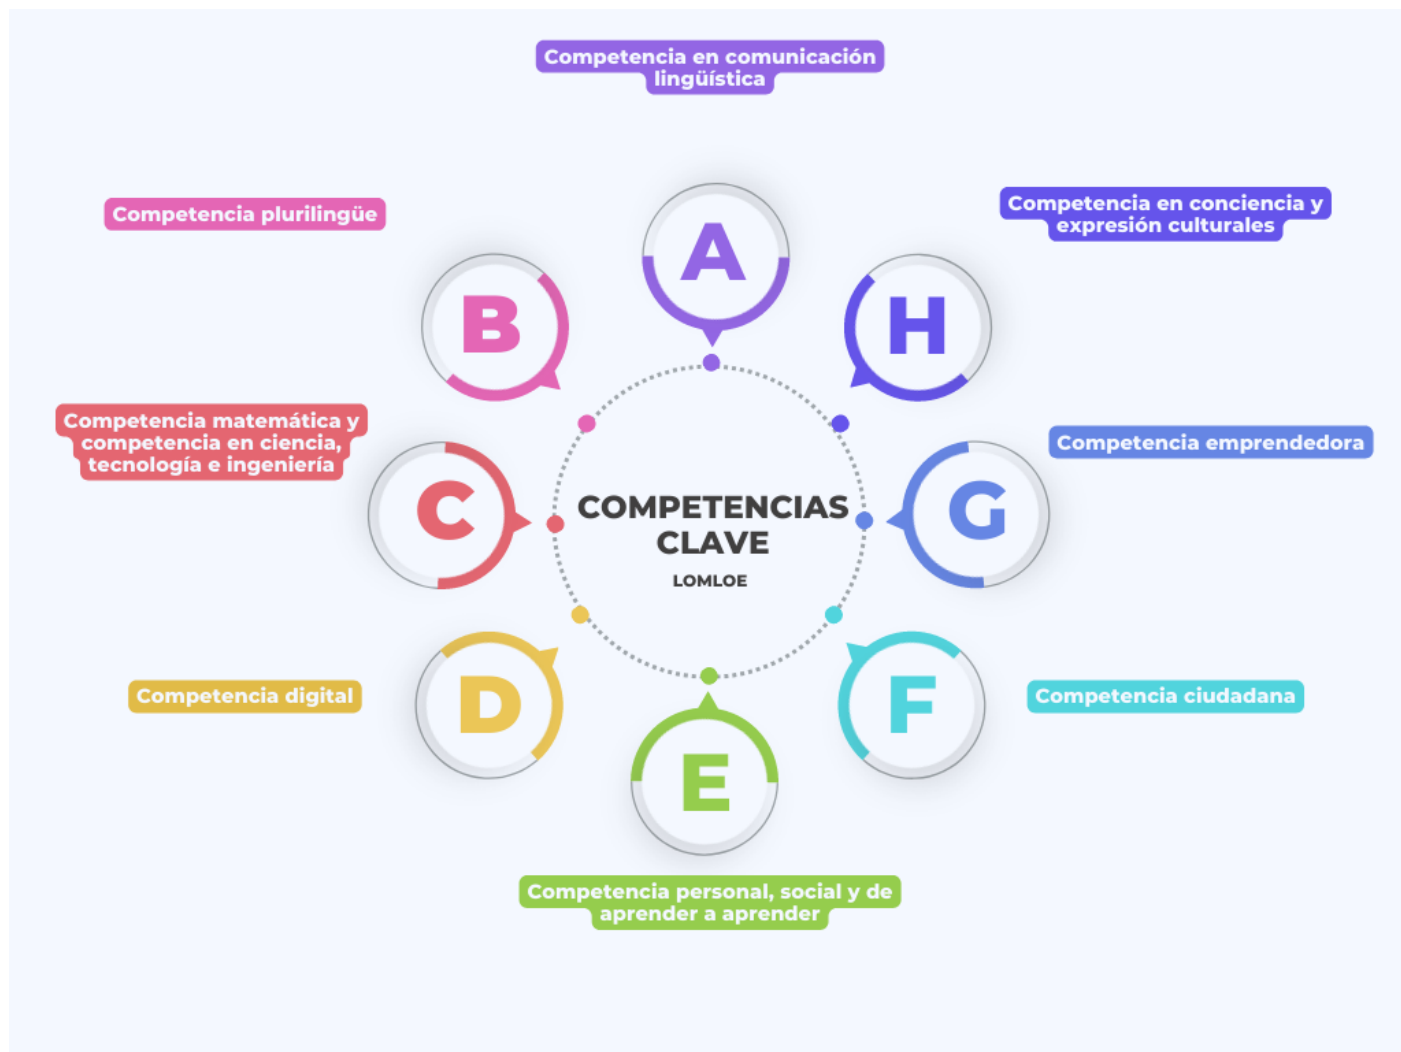 Competencia en comunicación
lingüística
A
Competencia plurilingüe
B
Competencia en conciencia y
expresión culturales
H
Competencia matemática y
competencia en ciencia,
tecnología e ingeniería
C
COMPETENCIAS
CLAVE
LOMLOE
Competencia emprendedora
G
Competencia digital
D
Competencia ciudadana
F
E
Competencia personal, social y de
aprender a aprender